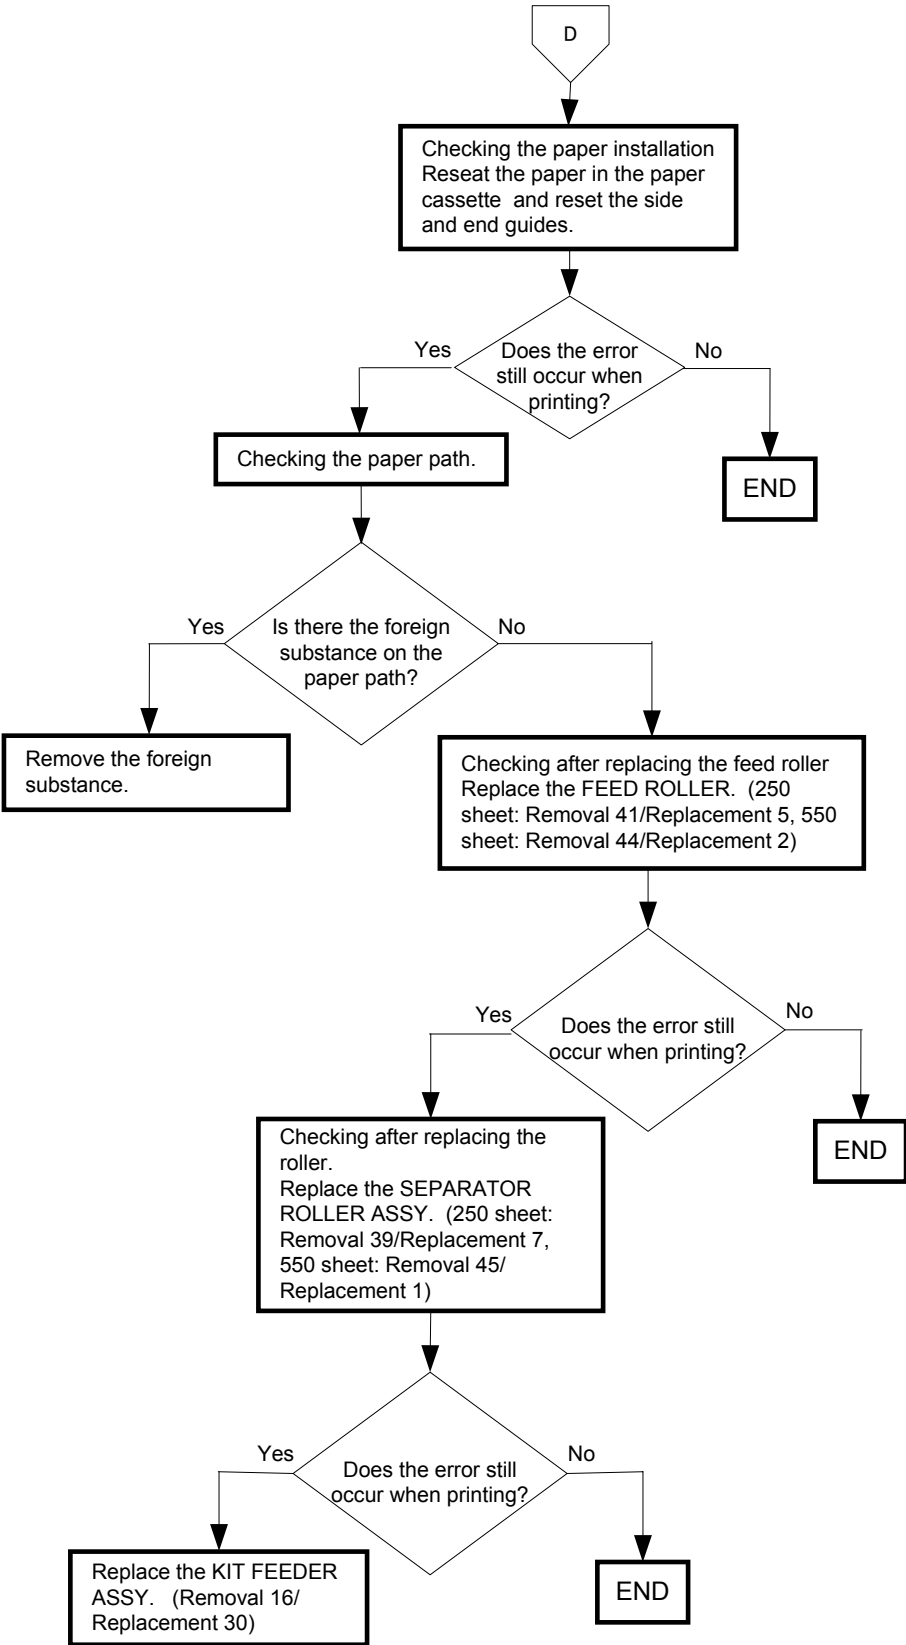 D
Checking the paper installation
Reseat the paper in the paper
cassette and reset the side
and end guides.
Yes
Does the error
still occur when
printing?
No
Checking the paper path.
END
Yes
Is there the foreign
substance on the
paper path?
No
Remove the foreign
substance.
Checking after replacing the feed roller
Replace the FEED ROLLER. (250
sheet: Removal 41/Replacement 5, 550
sheet: Removal 44/Replacement 2)
Yes
Does the error still
occur when printing?
No
Checking after replacing the
roller.
Replace the SEPARATOR
ROLLER ASSY. (250 sheet:
Removal 39/Replacement 7,
550 sheet: Removal 45/
Replacement 1)
END
Yes
Does the error still
occur when printing?
No
Replace the KIT FEEDER
ASSY. (Removal 16/
Replacement 30)
END